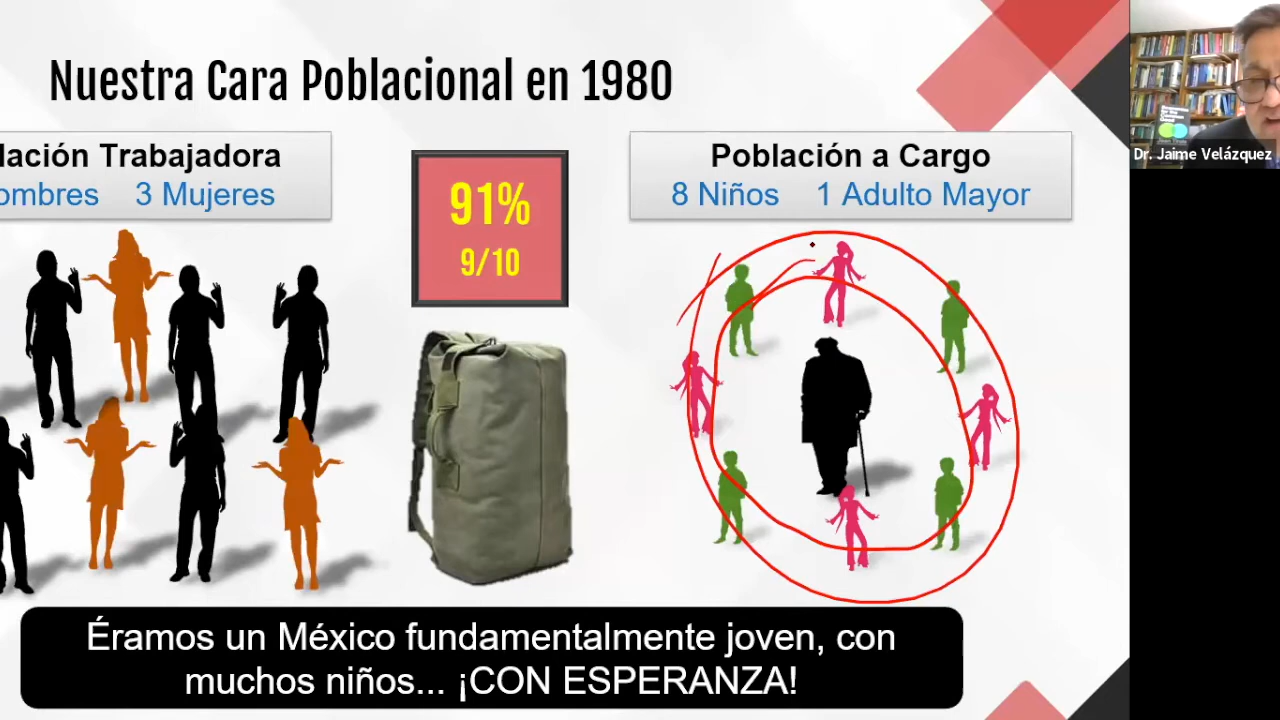 Nuestra Cara Poblacional en 1980
lación Trabajadora
ombres 3 Mujeres
91%
9/10
Población a Cargo
8 Niños 1 Adulto Mayor
Dr. Jaime Velázquez
Éramos un México fundamentalmente joven, con
muchos niños... ¡CON ESPERANZA!